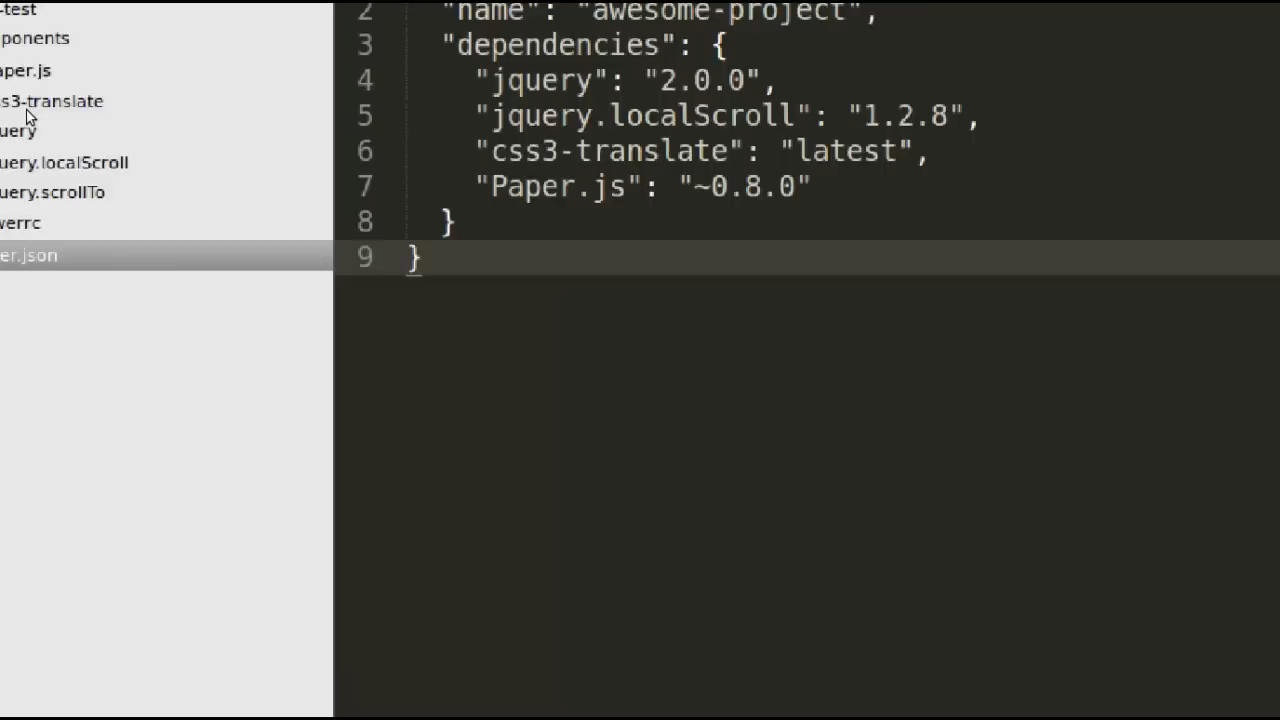 -test
ponents
aper.js
s3-translate
uery
uery.localScroll
uery.scrollTo
werrc
er.json
2 "name": "awesome-project",
3 "dependencies": {
4 "jquery": "2.0.0",
5 "jquery.localScroll": "1.2.8",
6 "css3-translate": "latest",
7 "Paper.js": "~0.8.0"
8 }
9 }